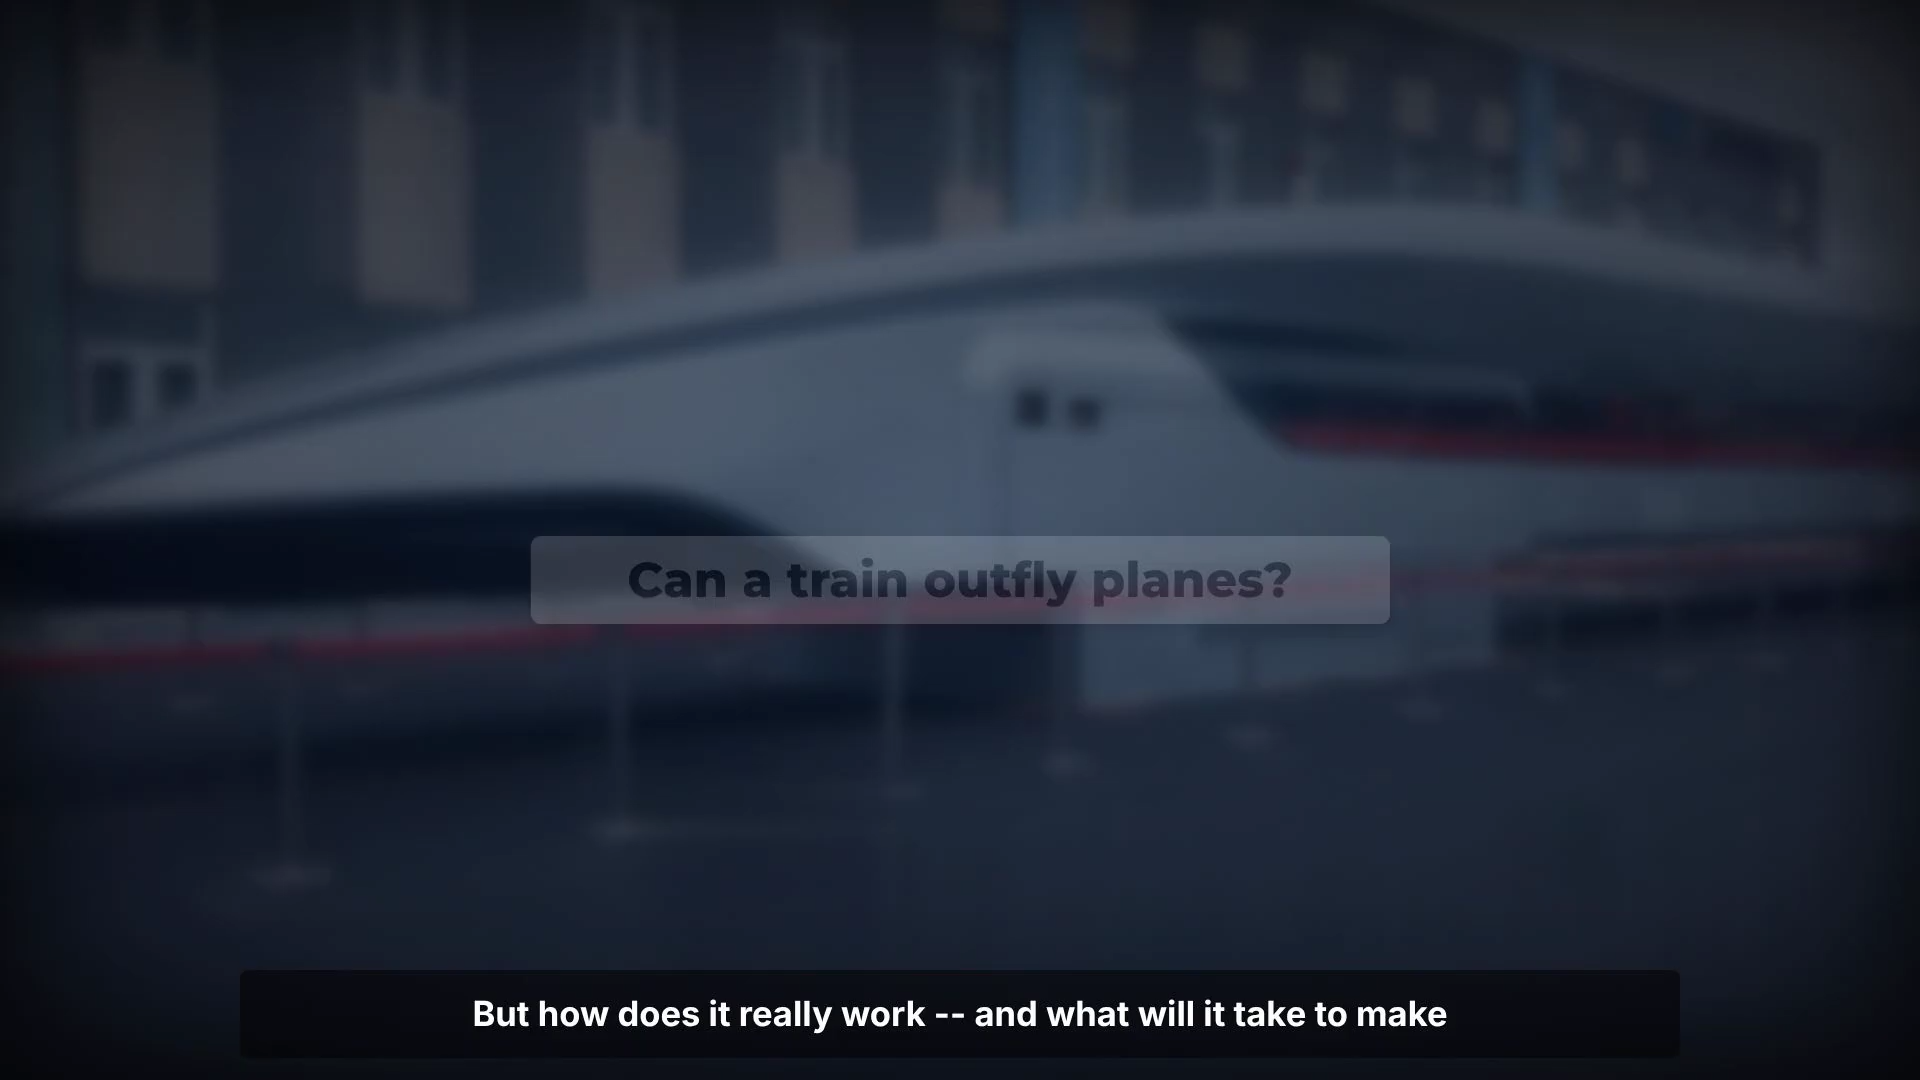 Can a train outfly planes?
But how does it really work -- and what will it take to make